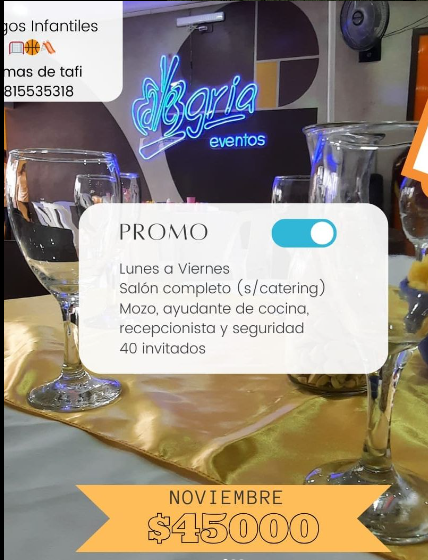 gos Infantiles
mas de tafi
815535318
alegría
eventos
PROMO
Lunes a Viernes
Salón completo (s/catering)
Mozo, ayudante de cocina,
recepcionista y seguridad
40 invitados
NOVIEMBRE
$45000